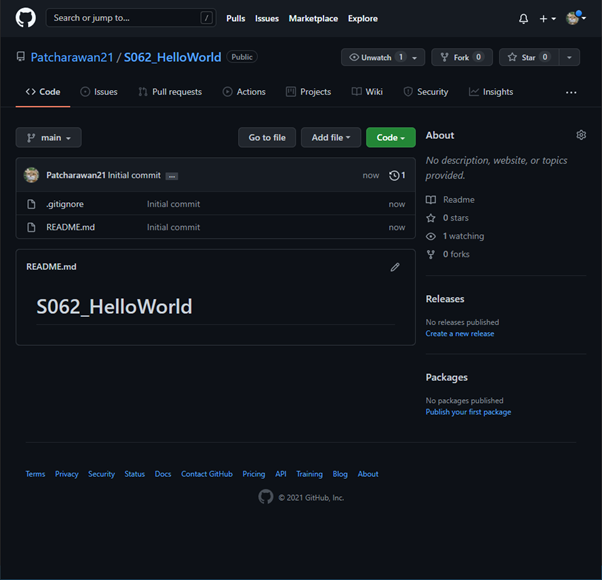 Search or jump to... /
Pulls Issues Marketplace Explore
Patcharawan21 / S062_HelloWorld Public
Unwatch 1 Fork 0 Star 0
Code Issues Pull requests Actions Projects Wiki Security Insights ...
main Go to file Add file Code
Patcharawan21 Initial commit ... now 1
.gitignore Initial commit now
README.md Initial commit now
README.md
S062_HelloWorld
About
No description, website, or topics
provided.
Readme
0 stars
1 watching
0 forks
Releases
No releases published
Create a new release
Packages
No packages published
Publish your first package
Terms Privacy Security Status Docs Contact GitHub Pricing API Training Blog About
© 2021 GitHub, Inc.